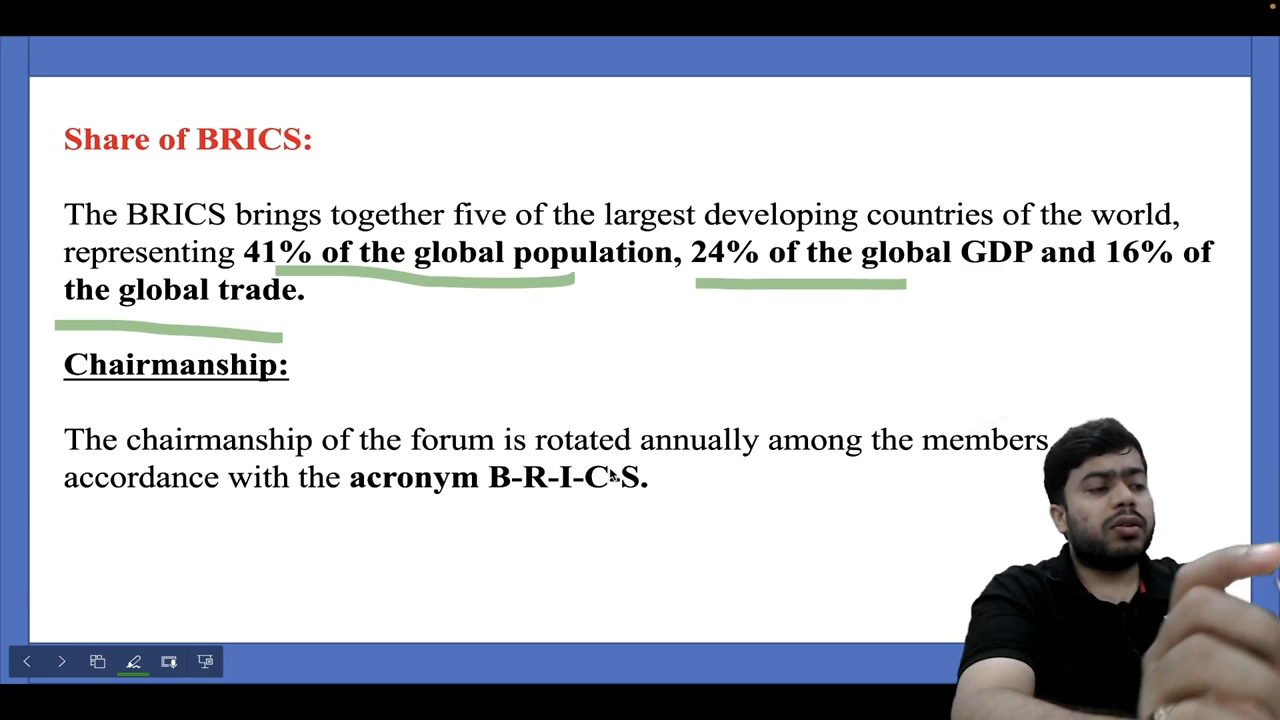 Share of BRICS:
The BRICS brings together five of the largest developing countries of the world,
representing 41% of the global population, 24% of the global GDP and 16% of
the global trade.
Chairmanship:
The chairmanship of the forum is rotated annually among the members
accordance with the acronym B-R-I-C-S.